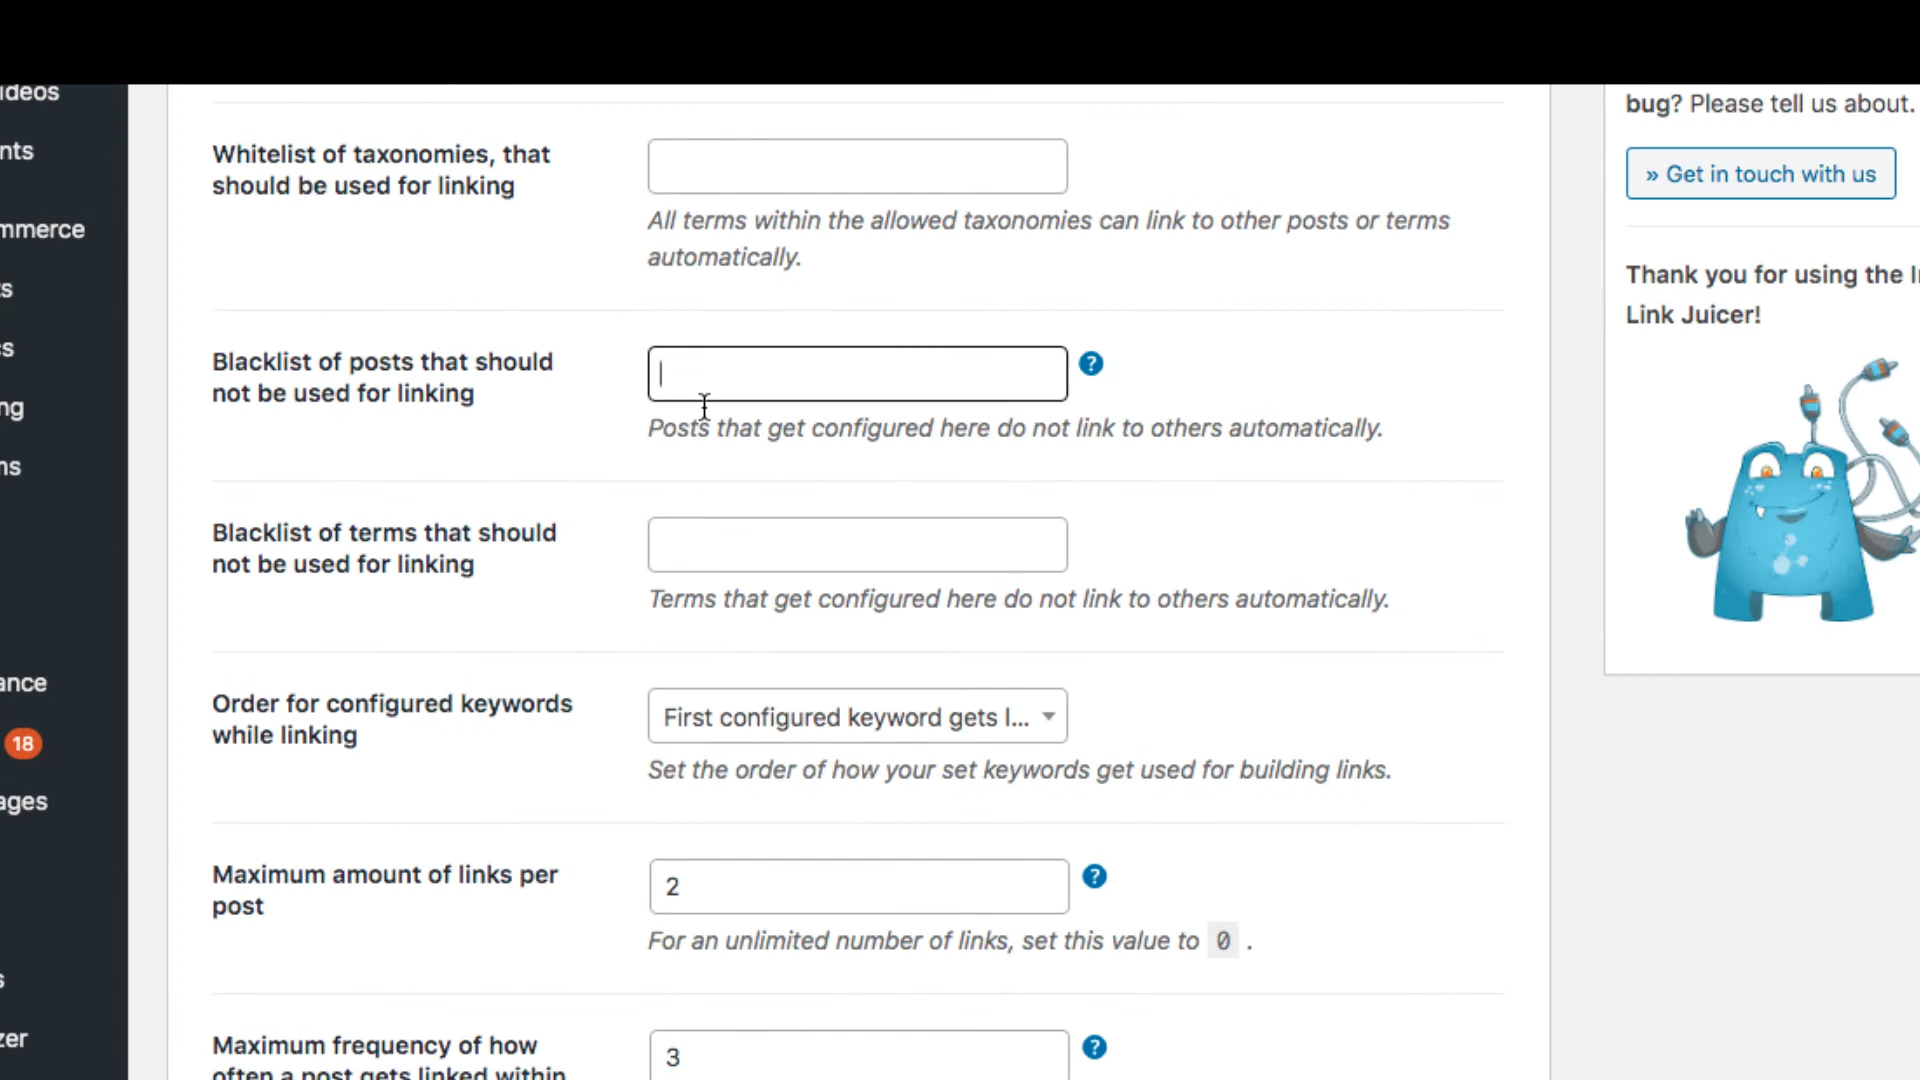 ideos
nts
mmerce
s
cs
ng
ns
ance
18
ages
s
zer
Whitelist of taxonomies, that
should be used for linking
All terms within the allowed taxonomies can link to other posts or terms
automatically.
Blacklist of posts that should
not be used for linking
?
Posts that get configured here do not link to others automatically.
Blacklist of terms that should
not be used for linking
Terms that get configured here do not link to others automatically.
Order for configured keywords
while linking
First configured keyword gets l...
Set the order of how your set keywords get used for building links.
Maximum amount of links per
post
2
?
For an unlimited number of links, set this value to 0 .
Maximum frequency of how
often a post gets linked within
3
?
bug? Please tell us about.
» Get in touch with us
Thank you for using the I
Link Juicer!